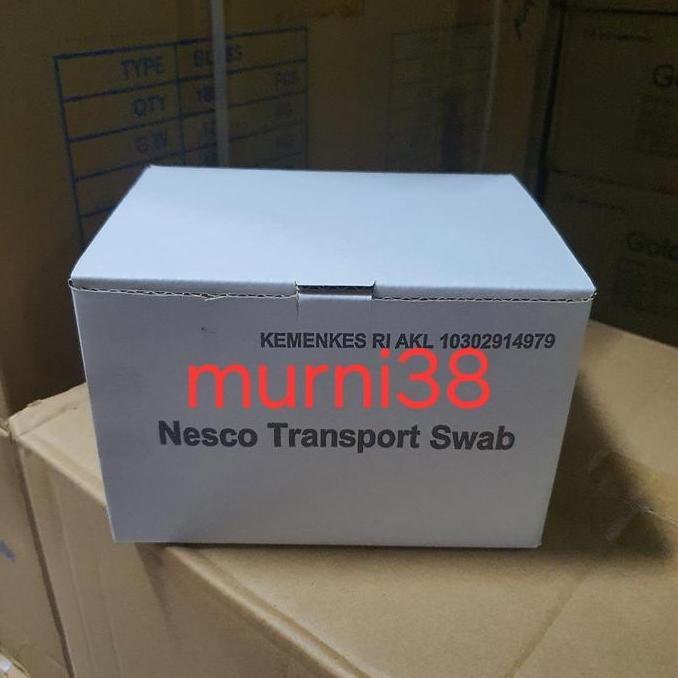 TYPE
QTY
G.W
PCS
KEMENKES RI AKL 10302914979
murni38
Nesco Transport Swab